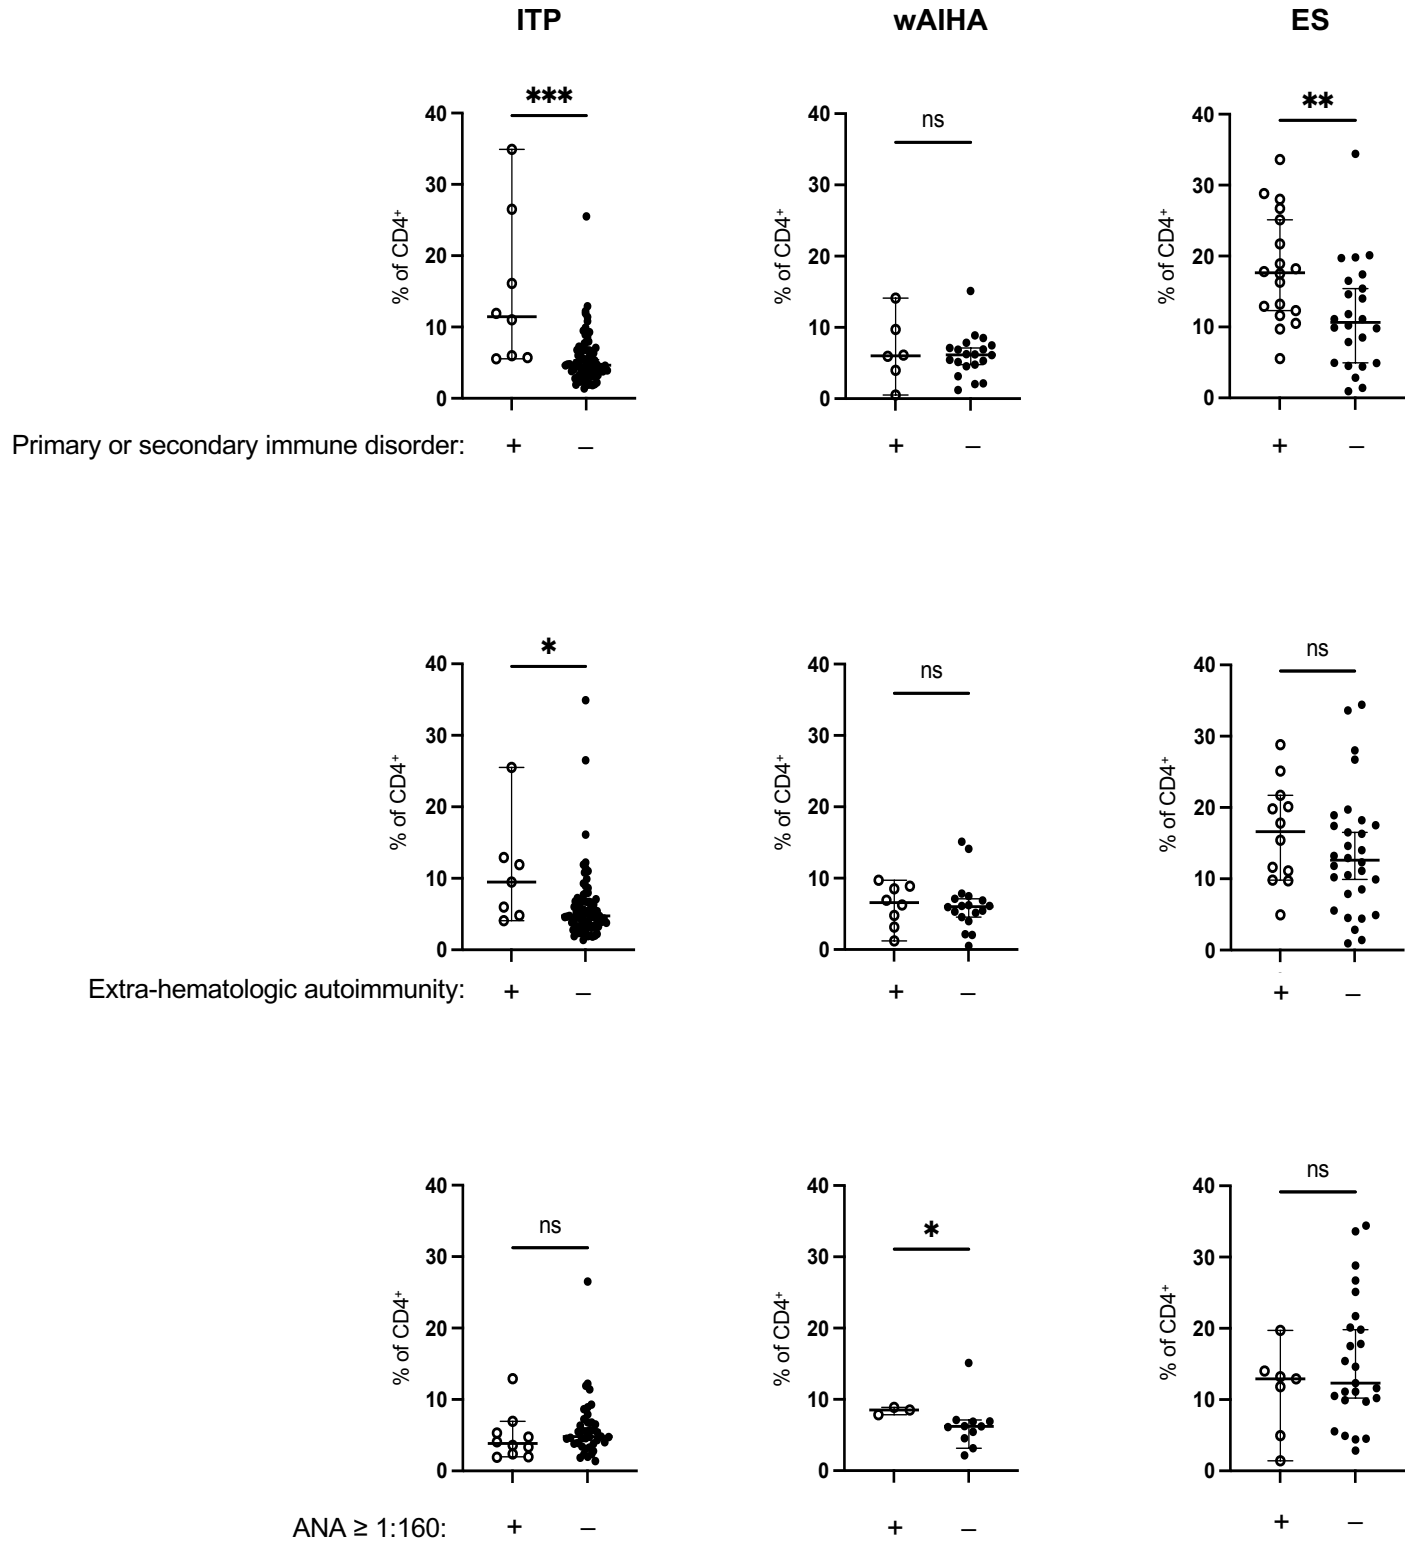 ITP wAIHA ES
*** ns **
40 40 40
30 30 30
20 20 20
10 10 10
0 0 0
% of CD4⁺ % of CD4⁺ % of CD4⁺
Primary or secondary immune disorder: + – + – + –
* ns ns
40 40 40
30 30 30
20 20 20
10 10 10
0 0 0
% of CD4⁺ % of CD4⁺ % of CD4⁺
Extra-hematologic autoimmunity: + – + – + –
ns * ns
40 40 40
30 30 30
20 20 20
10 10 10
0 0 0
% of CD4⁺ % of CD4⁺ % of CD4⁺
ANA ≥ 1:160: + – + – + –